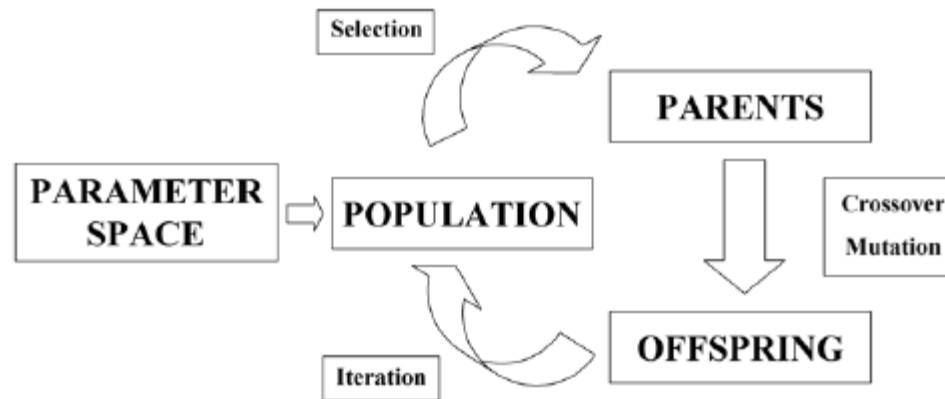 Selection
PARENTS
PARAMETER
SPACE
POPULATION
Crossover
Mutation
OFFSPRING
Iteration